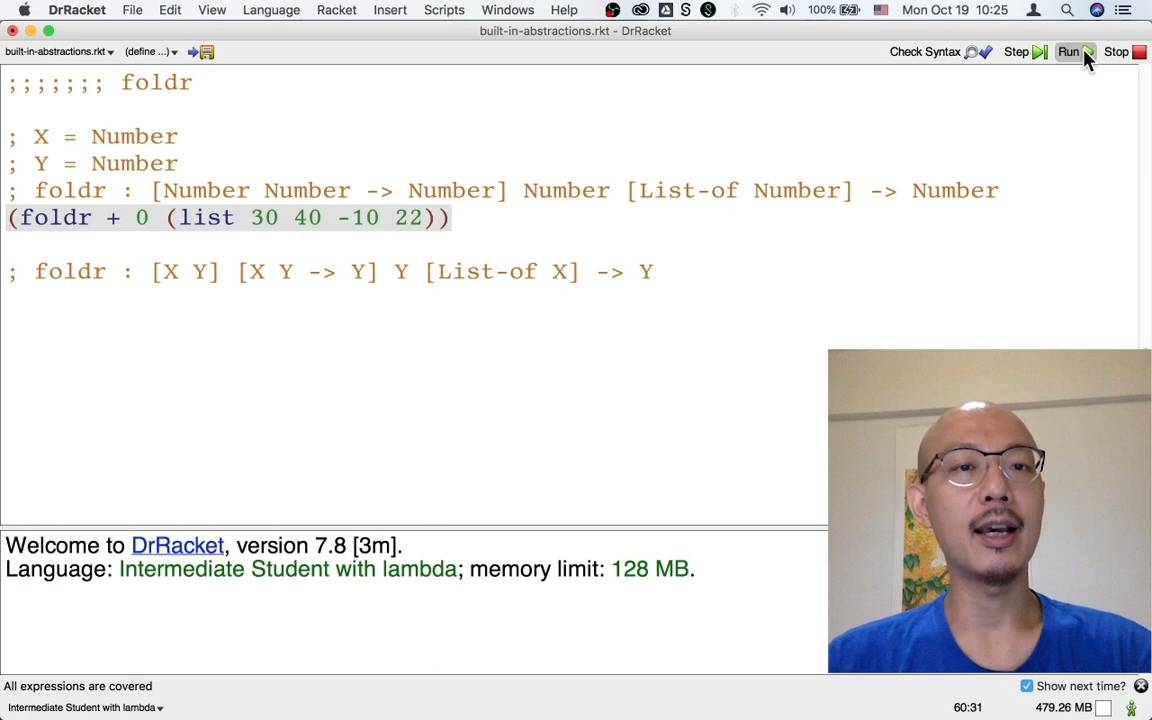 DrRacket File Edit View Language Racket Insert Scripts Windows Help 100% Mon Oct 19 10:25
built-in-abstractions.rkt - DrRacket
built-in-abstractions.rkt (define ...) Check Syntax Step Run Stop
;;;;;;; foldr
; X = Number
; Y = Number
; foldr : [Number Number -> Number] Number [List-of Number] -> Number
(foldr + 0 (list 30 40 -10 22))
; foldr : [X Y] [X Y -> Y] Y [List-of X] -> Y
Welcome to DrRacket, version 7.8 [3m].
Language: Intermediate Student with lambda; memory limit: 128 MB.
All expressions are covered Show next time?
Intermediate Student with lambda 60:31 479.26 MB